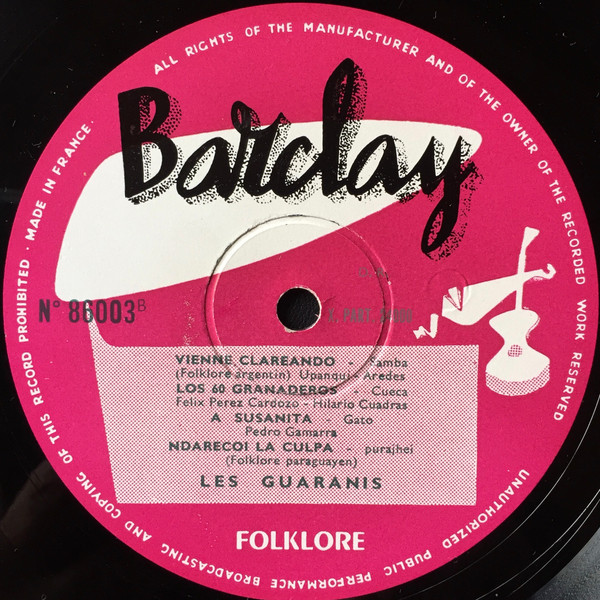 ALL RIGHTS OF THE MANUFACTURER AND OF THE OWNER OF THE RECORDED WORK RESERVED
UNAUTHORIZED PUBLIC PERFORMANCE BROADCASTING AND COPYING OF THIS RECORD PROHIBITED · MADE IN FRANCE ·
Barclay
N° 86003 B
VIENNE CLAREANDO - Samba
(Folklore argentin) Upanqui - Aredes
LOS 60 GRANADEROS - Cueca
Felix Perez Cardozo - Hilario Cuadras
A SUSANITA Gato
Pedro Gamarra
NDARECOI LA CULPA - purajhei
(Folklore paraguayen)
LES GUARANIS
FOLKLORE